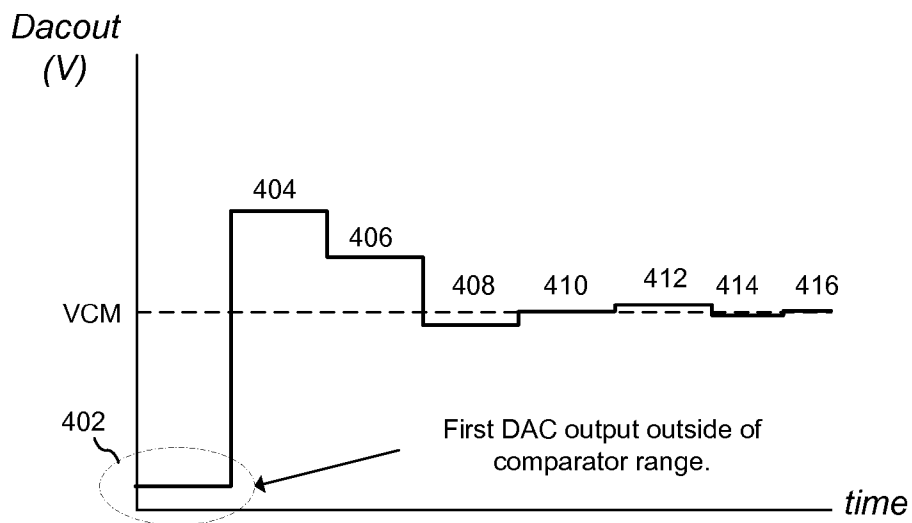 Dacout
(V)
404
406
408
410
412
414
416
VCM
402
First DAC output outside of
comparator range.
time